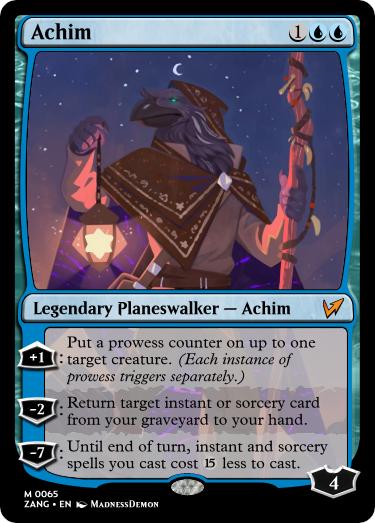 Achim 1
Legendary Planeswalker — Achim
Put a prowess counter on up to one
target creature. (Each instance of
prowess triggers separately.)
+1:
-2: Return target instant or sorcery card
from your graveyard to your hand.
-7: Until end of turn, instant and sorcery
spells you cast cost 15 less to cast.
4
M 0065
ZANG • EN MADNESSDEMON